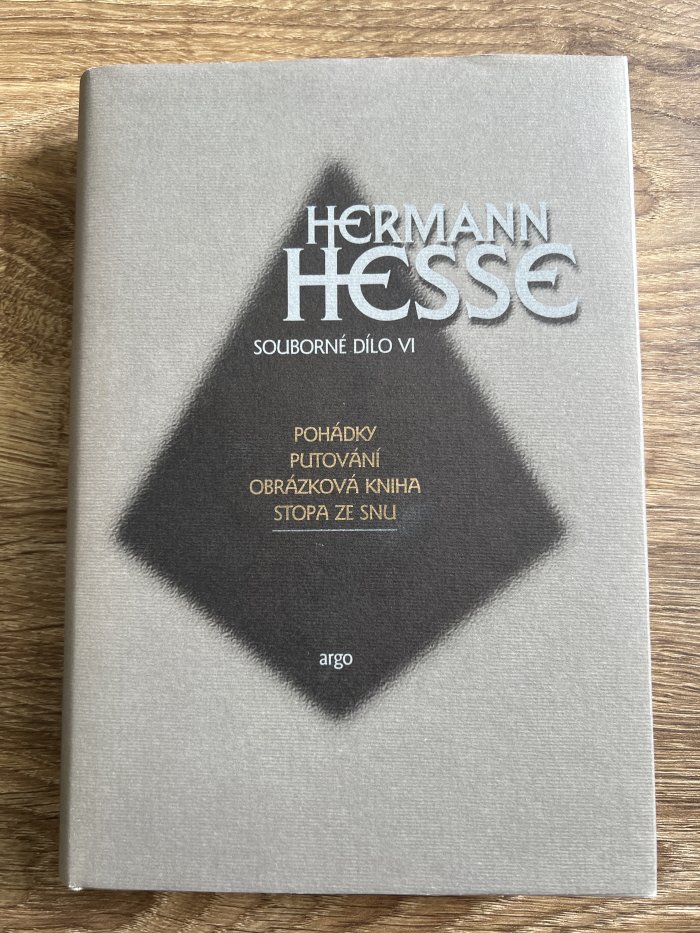 HERMANN
HESSE
SOUBORNÉ DÍLO VI
POHÁDKY
PUTOVÁNÍ
OBRÁZKOVÁ KNIHA
STOPA ZE SNU
argo